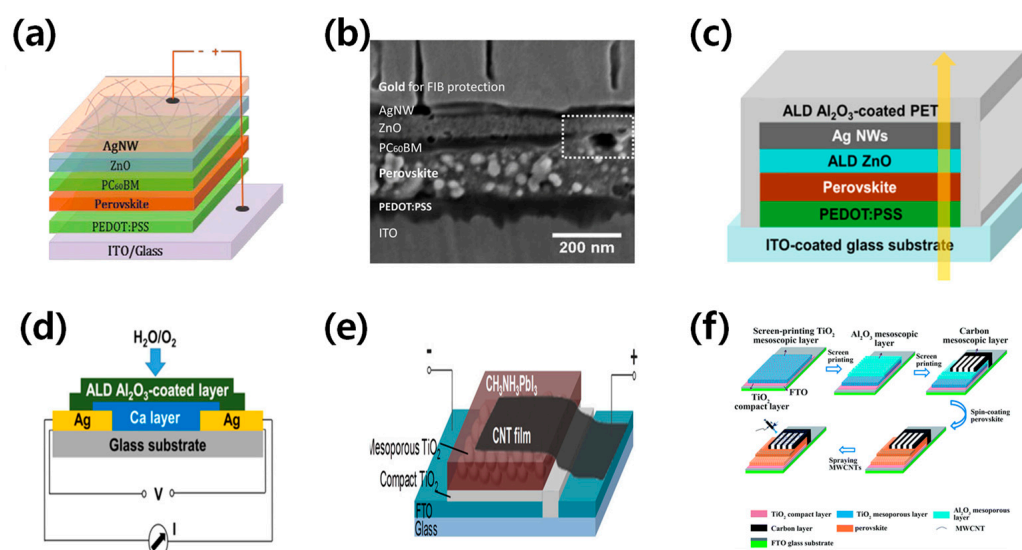 (a)
- +
AgNW
ZnO
PC₆₀BM
Perovskite
PEDOT:PSS
ITO/Glass
(b)
Gold for FIB protection
AgNW
ZnO
PC₆₀BM
Perovskite
PEDOT:PSS
ITO
200 nm
(c)
ALD Al₂O₃-coated PET
Ag NWs
ALD ZnO
Perovskite
PEDOT:PSS
ITO-coated glass substrate
(d)
H₂O/O₂
ALD Al₂O₃-coated layer
Ag
Ca layer
Ag
Glass substrate
V
I
(e)
-
+
CH₃NH₃PbI₃
CNT film
Mesoporous TiO₂
Compact TiO₂
FTO
Glass
(f)
Screen-printing TiO₂
mesoscopic layer
Al₂O₃ mesoscopic
layer
Carbon
mesoscopic layer
Screen
printing
Screen
printing
TiO₂
compact layer
FTO
Spin-coating
perovskite
Spraying
MWCNTs
TiO₂ compact layer
TiO₂ mesoporous layer
Al₂O₃ mesoporous
layer
Carbon layer
perovskite
MWCNT
FTO glass substrate